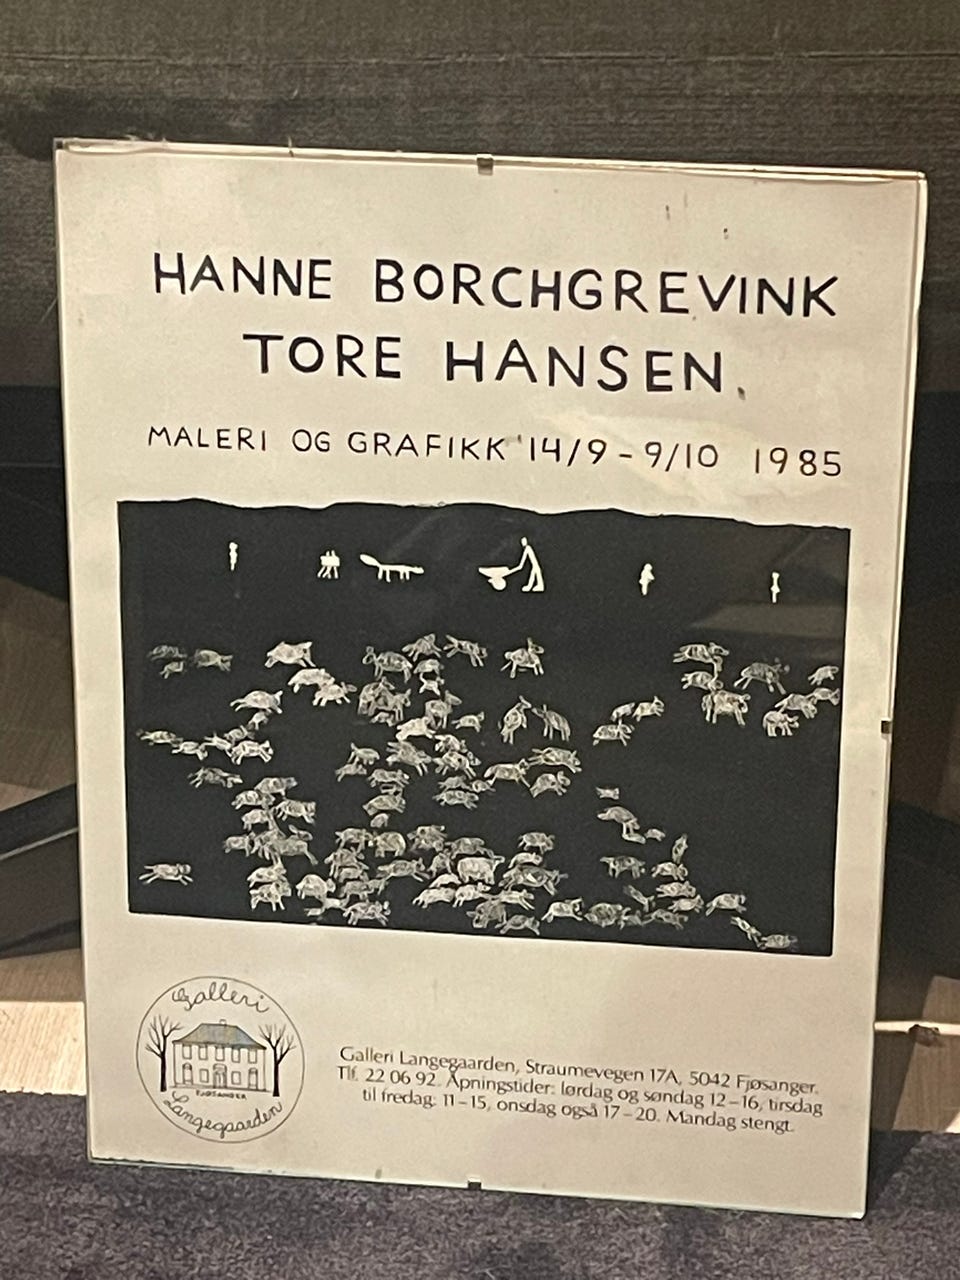 HANNE BORCHGREVINK
TORE HANSEN.
MALERI OG GRAFIKK 14/9 - 9/10 1985
Galleri
FJØSANGER
Langegaarden
Galleri Langegaarden, Straumevegen 17A, 5042 Fjøsanger.
Tlf. 22 06 92. Åpningstider: lørdag og søndag 12–16, tirsdag
til fredag: 11–15, onsdag også 17–20. Mandag stengt.